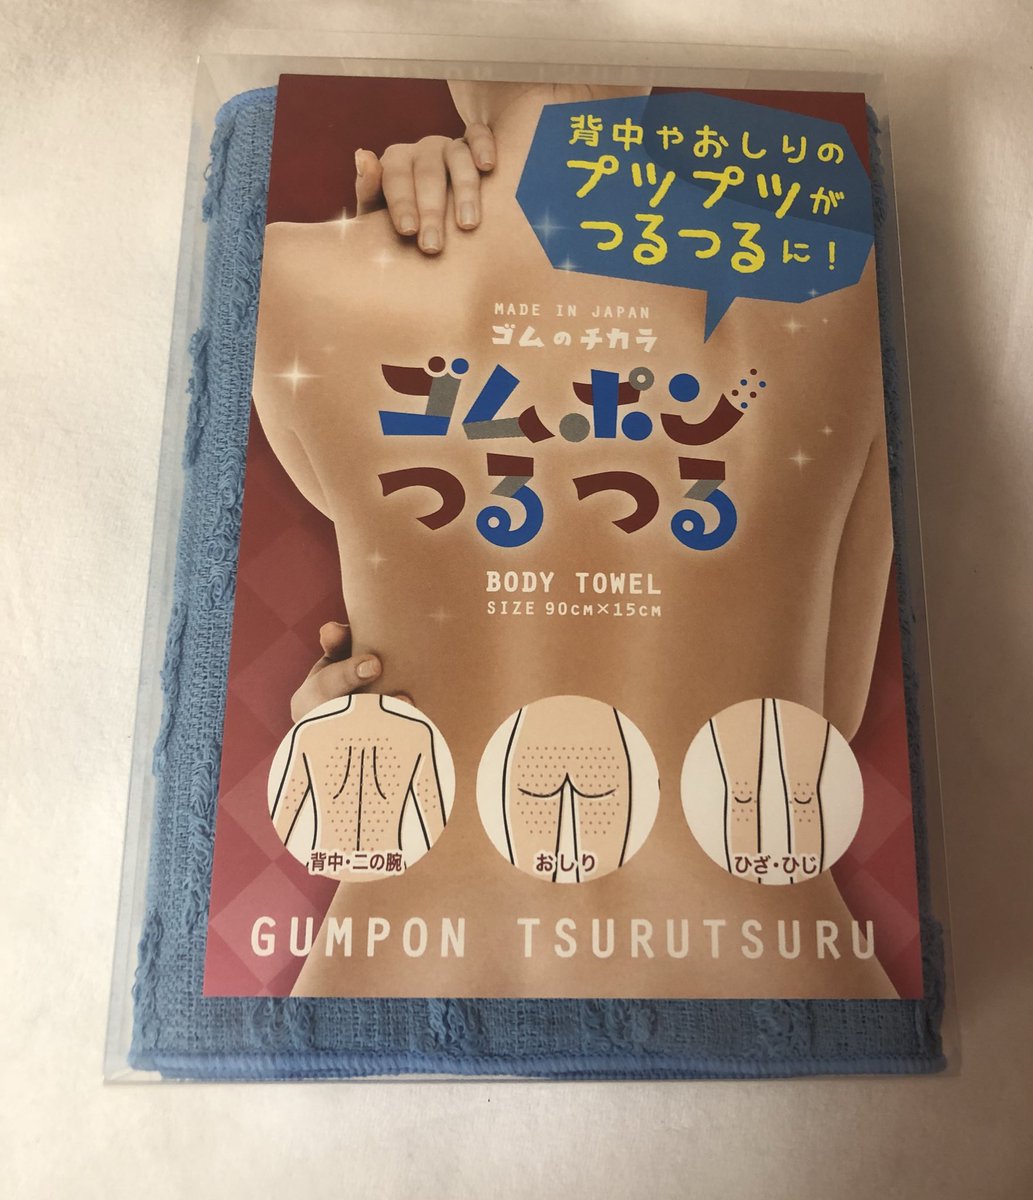 背中やおしりの
プツプツが
つるつるに!
MADE IN JAPAN
ゴムのチカラ
ゴムポン
つるつる
BODY TOWEL
SIZE 90CM×15CM
背中・二の腕
おしり
ひざ・ひじ
GUMPON TSURUTSURU